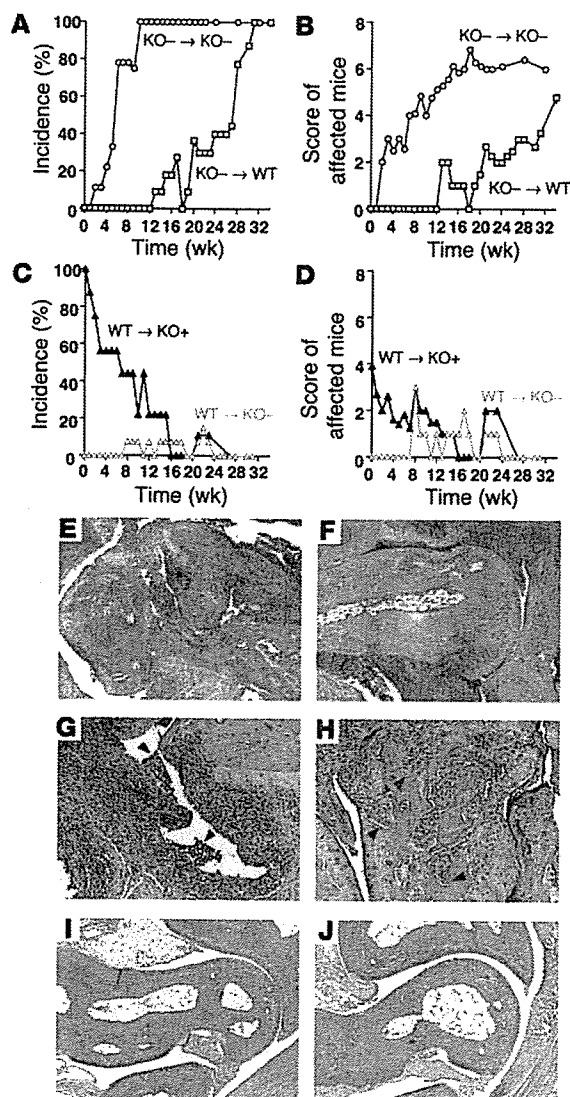 A
100
80
60
40
20
0
Incidence (%)
KO– → KO–
KO– → WT
0 4 8 12 16 20 24 28 32
Time (wk)
B
8
6
4
2
0
Score of
affected mice
KO– → KO–
KO– → WT
0 4 8 12 16 20 24 28 32
Time (wk)
C
100
80
60
40
20
0
Incidence (%)
WT → KO+
WT → KO–
0 4 8 12 16 20 24 28 32
Time (wk)
D
8
6
4
2
0
Score of
affected mice
WT → KO+
WT → KO–
0 4 8 12 16 20 24 28 32
Time (wk)
E
F
G
H
I
J